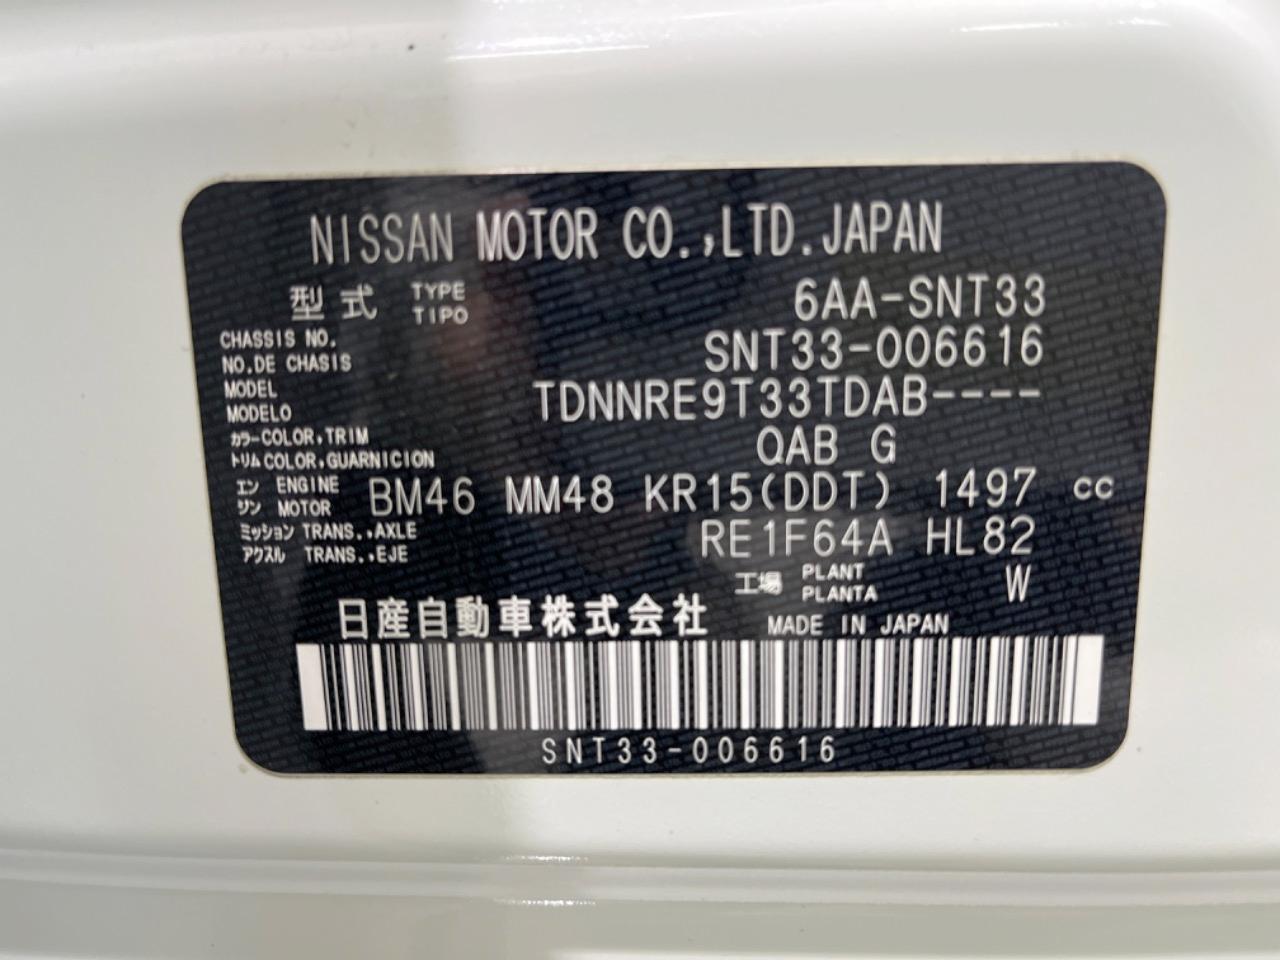 NISSAN MOTOR CO.,LTD.JAPAN
型式 TYPE TIPO 6AA-SNT33
CHASSIS NO. NO.DE CHASIS SNT33-006616
MODEL MODELO TDNNRE9T33TDAB----
カラー COLOR,TRIM QAB G
トリム COLOR,GUARNICION
エンジン ENGINE MOTOR BM46 MM48 KR15(DDT) 1497 cc
ミッション TRANS.,AXLE RE1F64A HL82
アクスル TRANS.,EJE
工場 PLANT PLANTA W
日産自動車株式会社 MADE IN JAPAN
SNT33-006616